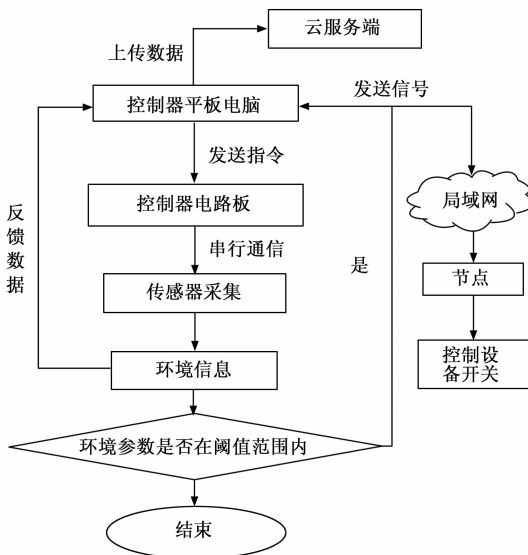 云服务端
上传数据
发送信号
控制器平板电脑
发送指令
局域网
控制器电路板
反馈数据
串行通信
是
节点
传感器采集
控制设
备开关
环境信息
环境参数是否在阈值范围内
结束